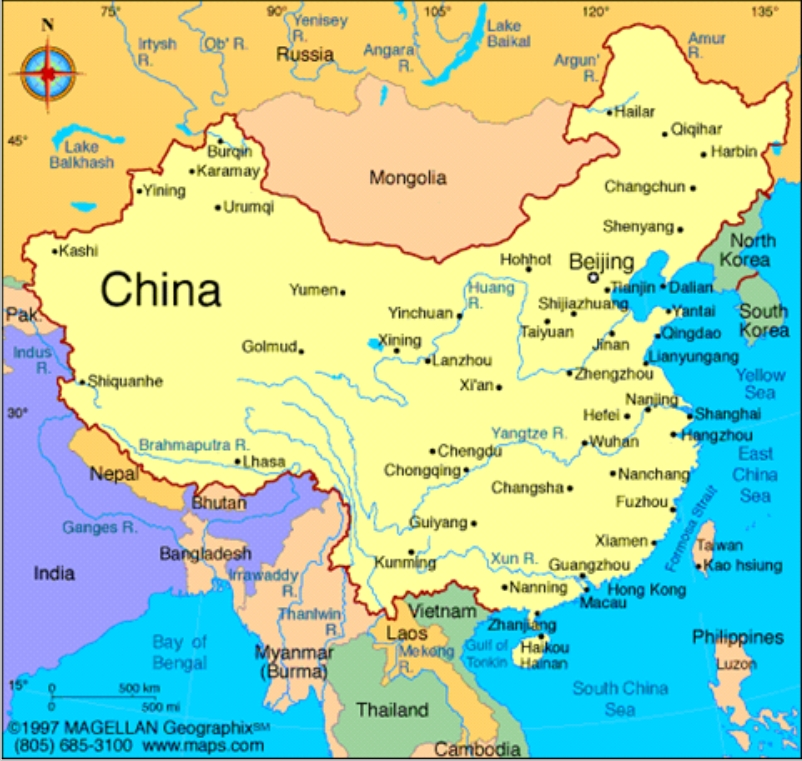 75°
90°
105°
120°
135°
N
Irtysh
R.
Ob' R.
Yenisey
R.
Russia
Angara
R.
Lake
Baikal
Argun'
R.
Amur
R.
45°
Lake
Balkhash
Burqin
Karamay
Yining
Urumqi
Kashi
Mongolia
Hailar
Qiqihar
Harbin
Changchun
Shenyang
North
Korea
Hohhot
Beijing
China
Yumen
Huang
R.
Tianjin
Dalian
Pak.
Yinchuan
Shijiazhuang
Yantai
South
Korea
Taiyuan
Jinan
Qingdao
Indus
R.
Golmud
Xining
Lanzhou
Lianyungang
Shiquanhe
Xi'an
Zhengzhou
Yellow
Sea
30°
Nanjing
Hefei
Shanghai
Brahmaputra R.
Yangtze R.
Wuhan
Hangzhou
Lhasa
Chengdu
Chongqing
East
China
Sea
Nepal
Changsha
Nanchang
Bhutan
Fuzhou
Ganges R.
Guiyang
Formosa Strait
Bangladesh
Kunming
Xun R.
Xiamen
Taiwan
Kao hsiung
India
Irrawaddy
R.
Guangzhou
Nanning
Hong Kong
Macau
Thanlwin
R.
Vietnam
Zhanjiang
Laos
Mekong
R.
Gulf of
Tonkin
Haikou
Hainan
Philippines
Luzon
Bay of
Bengal
Myanmar
(Burma)
15°
0
500 km
0
500 mi
South China
Sea
Thailand
©1997 MAGELLAN Geographix℠
(805) 685-3100 www.maps.com
Cambodia